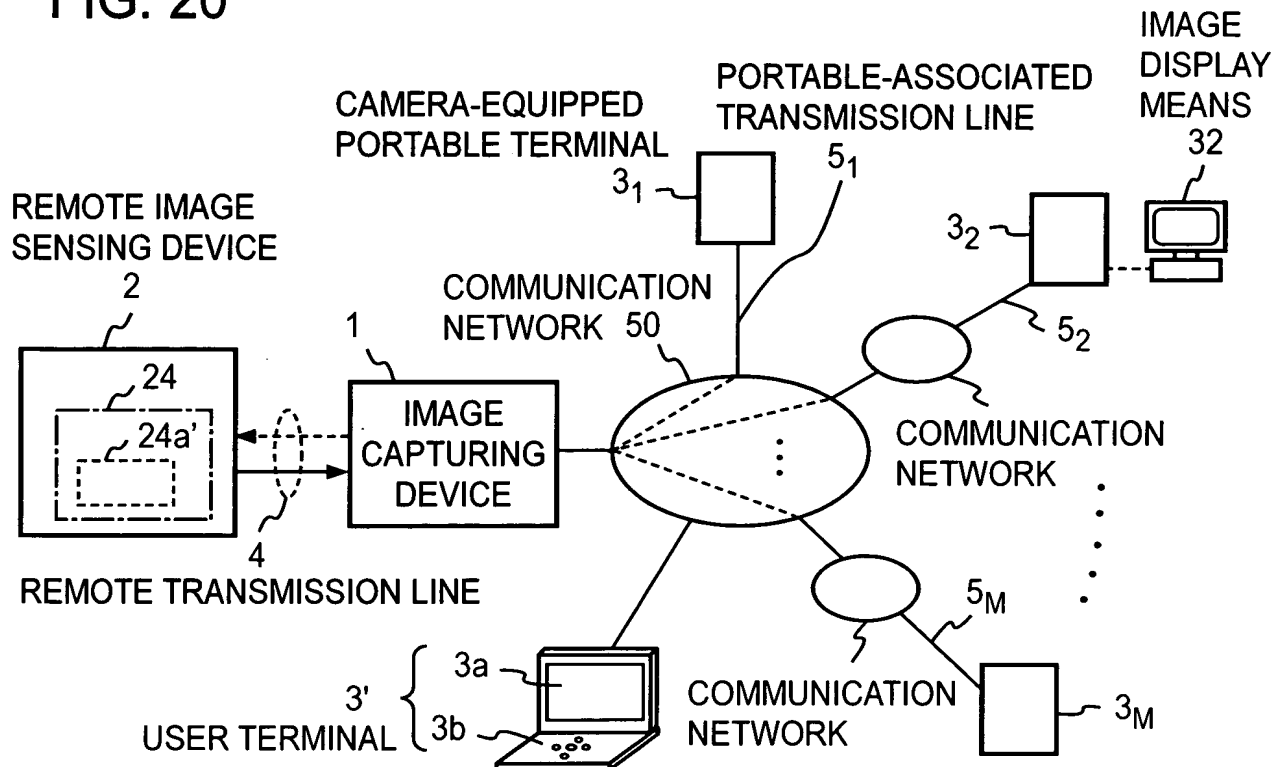 FIG. 20
IMAGE
DISPLAY
MEANS
32
PORTABLE-ASSOCIATED
TRANSMISSION LINE
5₁
CAMERA-EQUIPPED
PORTABLE TERMINAL
3₁
3₂
5₂
REMOTE IMAGE
SENSING DEVICE
2
COMMUNICATION
NETWORK 50
1
24
24a'
IMAGE
CAPTURING
DEVICE
COMMUNICATION
NETWORK
4
REMOTE TRANSMISSION LINE
5M
3a
3'
USER TERMINAL
3b
COMMUNICATION
NETWORK
3M